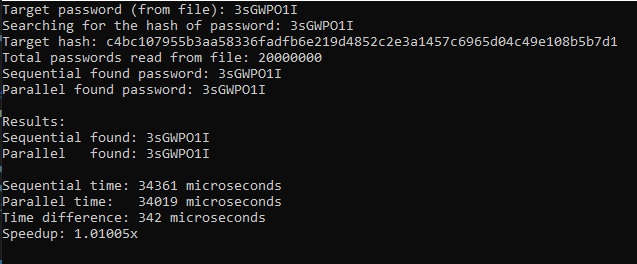 Target password (from file): 3sGWPO1I
Searching for the hash of password: 3sGWPO1I
Target hash: c4bc107955b3aa58336fadfb6e219d4852c2e3a1457c6965d04c49e108b5b7d1
Total passwords read from file: 20000000
Sequential found password: 3sGWPO1I
Parallel found password: 3sGWPO1I
Results:
Sequential found: 3sGWPO1I
Parallel   found: 3sGWPO1I
Sequential time: 34361 microseconds
Parallel time:   34019 microseconds
Time difference: 342 microseconds
Speedup: 1.01005x